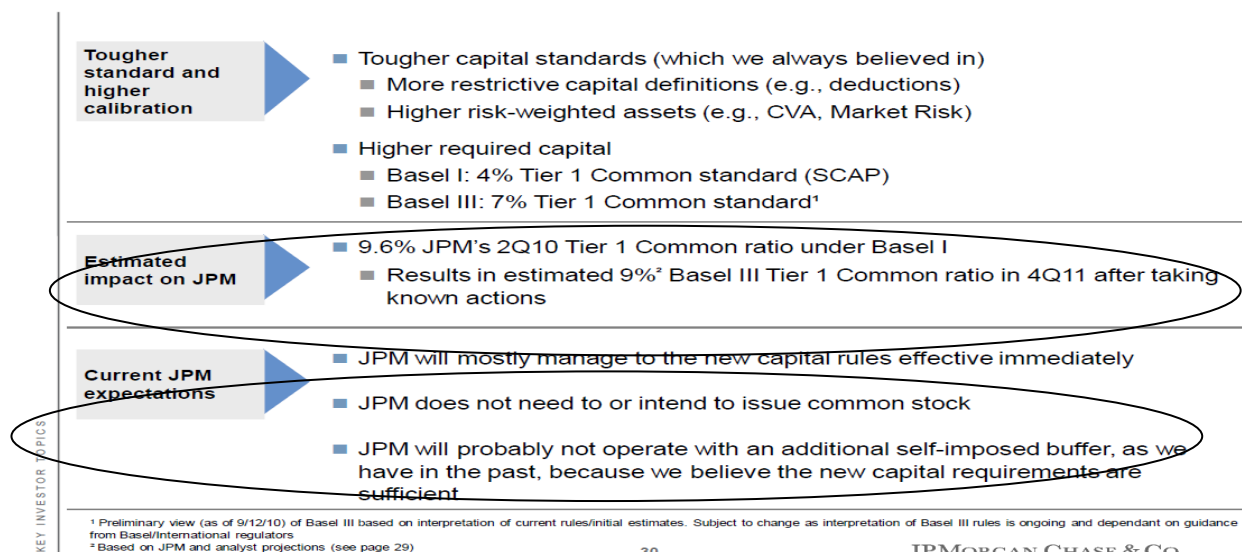 Tougher
standard and
higher
calibration
Tougher capital standards (which we always believed in)
More restrictive capital definitions (e.g., deductions)
Higher risk-weighted assets (e.g., CVA, Market Risk)
Higher required capital
Basel I: 4% Tier 1 Common standard (SCAP)
Basel III: 7% Tier 1 Common standard¹
Estimated
impact on JPM
9.6% JPM's 2Q10 Tier 1 Common ratio under Basel I
Results in estimated 9%² Basel III Tier 1 Common ratio in 4Q11 after taking
known actions
Current JPM
expectations
JPM will mostly manage to the new capital rules effective immediately
JPM does not need to or intend to issue common stock
JPM will probably not operate with an additional self-imposed buffer, as we
have in the past, because we believe the new capital requirements are
sufficient
KEY INVESTOR TOPICS
¹ Preliminary view (as of 9/12/10) of Basel III based on interpretation of current rules/initial estimates. Subject to change as interpretation of Basel III rules is ongoing and dependant on guidance
from Basel/International regulators
² Based on JPM and analyst projections (see page 29)
JPMORGAN CHASE & CO.